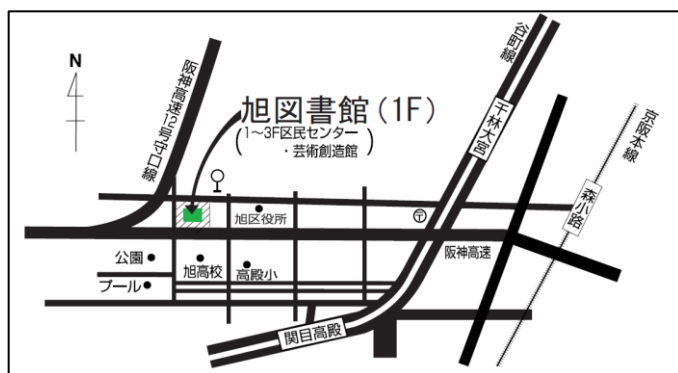 N
阪神高速12号守口線
旭図書館(1F)
(1~3F区民センター
・芸術創造館)
谷町線
千林大宮
京阪本線
森小路
旭区役所
〒
阪神高速
公園
旭高校
高殿小
プール
関目高殿